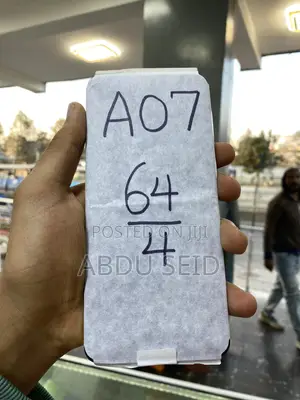 A07
64
4
POSTED ON JIJI
ABDU SEID